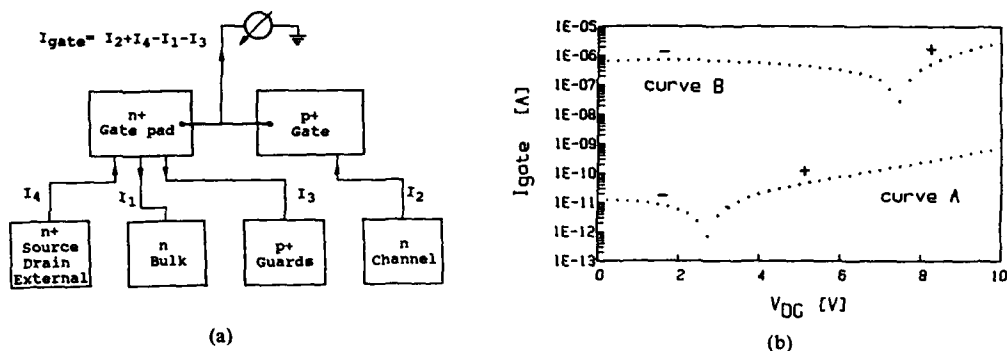 Igate= I2+I4-I1-I3
n+
Gate pad
p+
Gate
I4
I1
I3
I2
n+
Source
Drain
External
n
Bulk
p+
Guards
n
Channel
(a)
Igate [A]
1E-05
1E-06
1E-07
1E-08
1E-09
1E-10
1E-11
1E-12
1E-13
-
+
curve B
+
-
curve A
0 2 4 6 8 10
VDG [V]
(b)